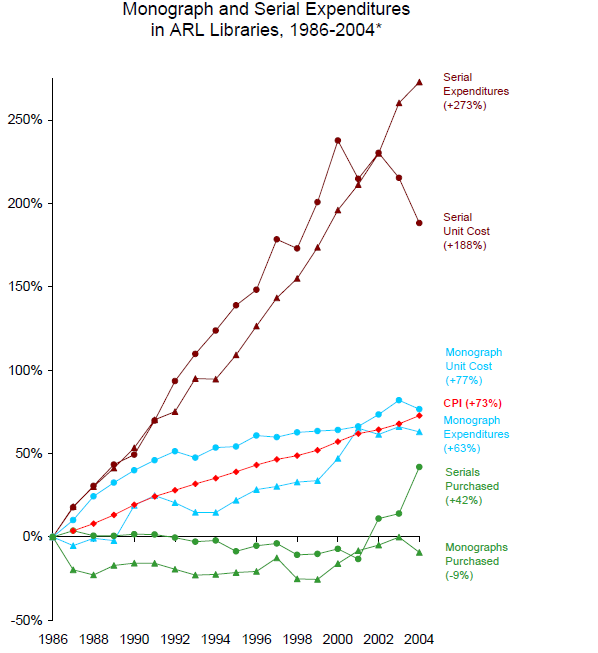 Monograph and Serial Expenditures
in ARL Libraries, 1986-2004*
Serial
Expenditures
(+273%)
250%
200%
Serial
Unit Cost
(+188%)
150%
100%
Monograph
Unit Cost
(+77%)
CPI (+73%)
Monograph
Expenditures
(+63%)
50%
Serials
Purchased
(+42%)
0%
Monographs
Purchased
(-9%)
-50%
1986 1988 1990 1992 1994 1996 1998 2000 2002 2004